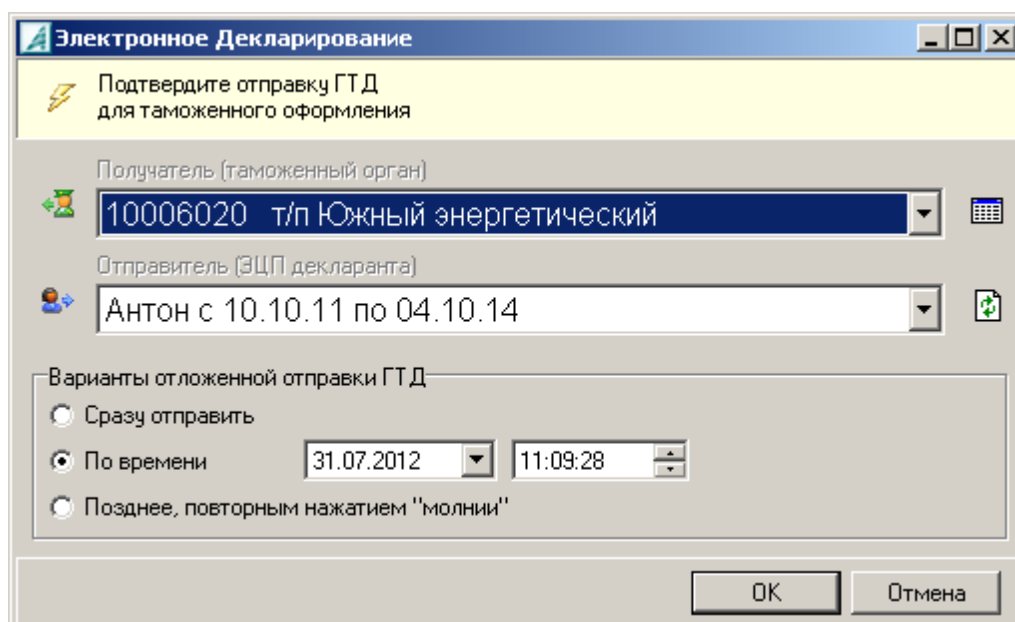 Электронное Декларирование
Подтвердите отправку ГТД
для таможенного оформления
Получатель (таможенный орган)
10006020 т/п Южный энергетический
Отправитель (ЭЦП декларанта)
Антон с 10.10.11 по 04.10.14
Варианты отложенной отправки ГТД
Сразу отправить
По времени 31.07.2012 11:09:28
Позднее, повторным нажатием "молнии"
OK Отмена